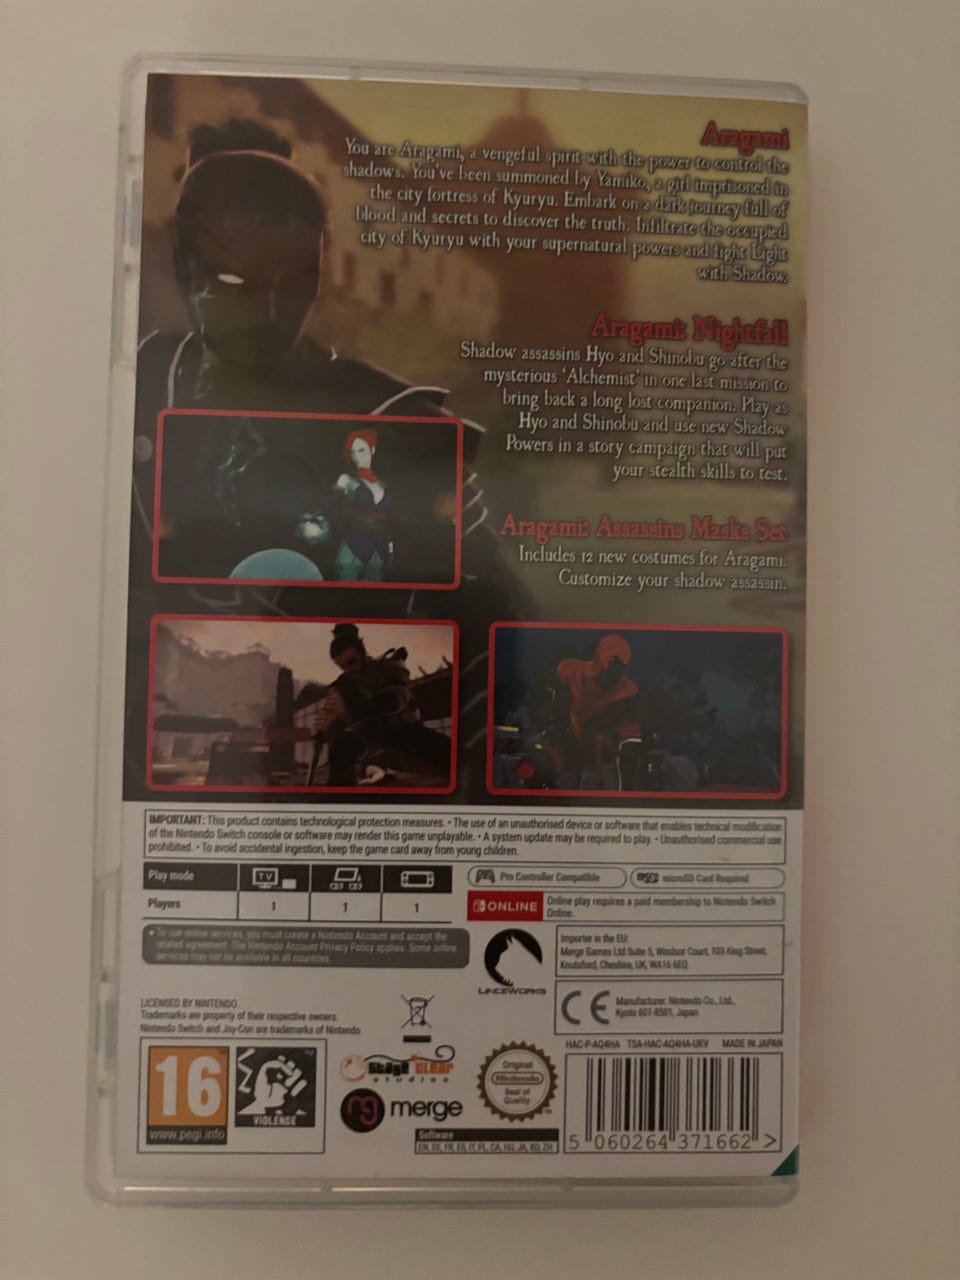 Aragami
You are Aragami, a vengeful spirit with the power to control the
shadows. You've been summoned by Yamiko, a girl imprisoned in
the city fortress of Kyuryu. Embark on a dark journey full of
blood and secrets to discover the truth. Infiltrate the occupied
city of Kyuryu with your supernatural powers and fight Light
with Shadow.
Aragami: Nightfall
Shadow assassins Hyo and Shinobu go after the
mysterious 'Alchemist' in one last mission to
bring back a long lost companion. Play as
Hyo and Shinobu and use new Shadow
Powers in a story campaign that will put
your stealth skills to test.
Aragami: Assassins Masks Set
Includes 12 new costumes for Aragami.
Customize your shadow assassin.
IMPORTANT: This product contains technological protection measures. • The use of an unauthorised device or software that enables technical modification
of the Nintendo Switch console or software may render this game unplayable. • A system update may be required to play. • Unauthorised commercial use
prohibited. • To avoid accidental ingestion, keep the game card away from young children.
Play mode TV
Players 1 1 1
Pro Controller Compatible microSD Card Required
ONLINE Online play requires a paid membership to Nintendo Switch
Online.
• To use online services, you must create a Nintendo Account and accept the
related agreement. The Nintendo Account Privacy Policy applies. Some online
services may not be available in all countries.
LINCEWORKS
Importer in the EU:
Merge Games Ltd Suite 5, Windsor Court, 103 King Street,
Knutsford, Cheshire, UK, WA16 6EQ
CE Manufacturer: Nintendo Co., Ltd.,
Kyoto 601-8501, Japan
LICENSED BY NINTENDO.
Trademarks are property of their respective owners.
Nintendo Switch and Joy-Con are trademarks of Nintendo.
HAC-P-AQ4HA TSA-HAC-AQ4HA-UKV MADE IN JAPAN
16
www.pegi.info
VIOLENCE
stage clear
studios
merge
Original
Nintendo
Seal of
Quality
Software
EN, DE, FR, ES, IT, PL, CA, HU, JA, KO, ZH
5 060264 371662 >